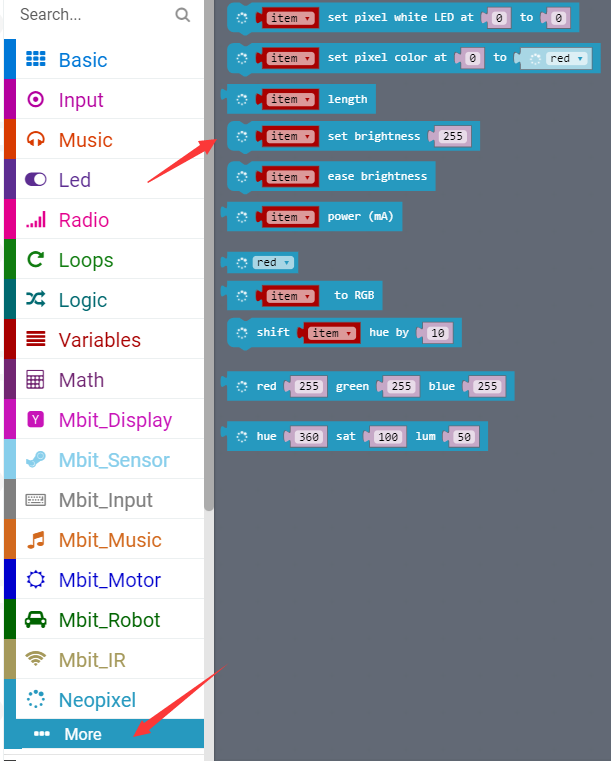 Search...
Basic
Input
Music
Led
Radio
Loops
Logic
Variables
Math
Mbit_Display
Mbit_Sensor
Mbit_Input
Mbit_Music
Mbit_Motor
Mbit_Robot
Mbit_IR
Neopixel
More
item set pixel white LED at 0 to 0
item set pixel color at 0 to red
item length
item set brightness 255
item ease brightness
item power (mA)
red
item to RGB
shift item hue by 10
red 255 green 255 blue 255
hue 360 sat 100 lum 50